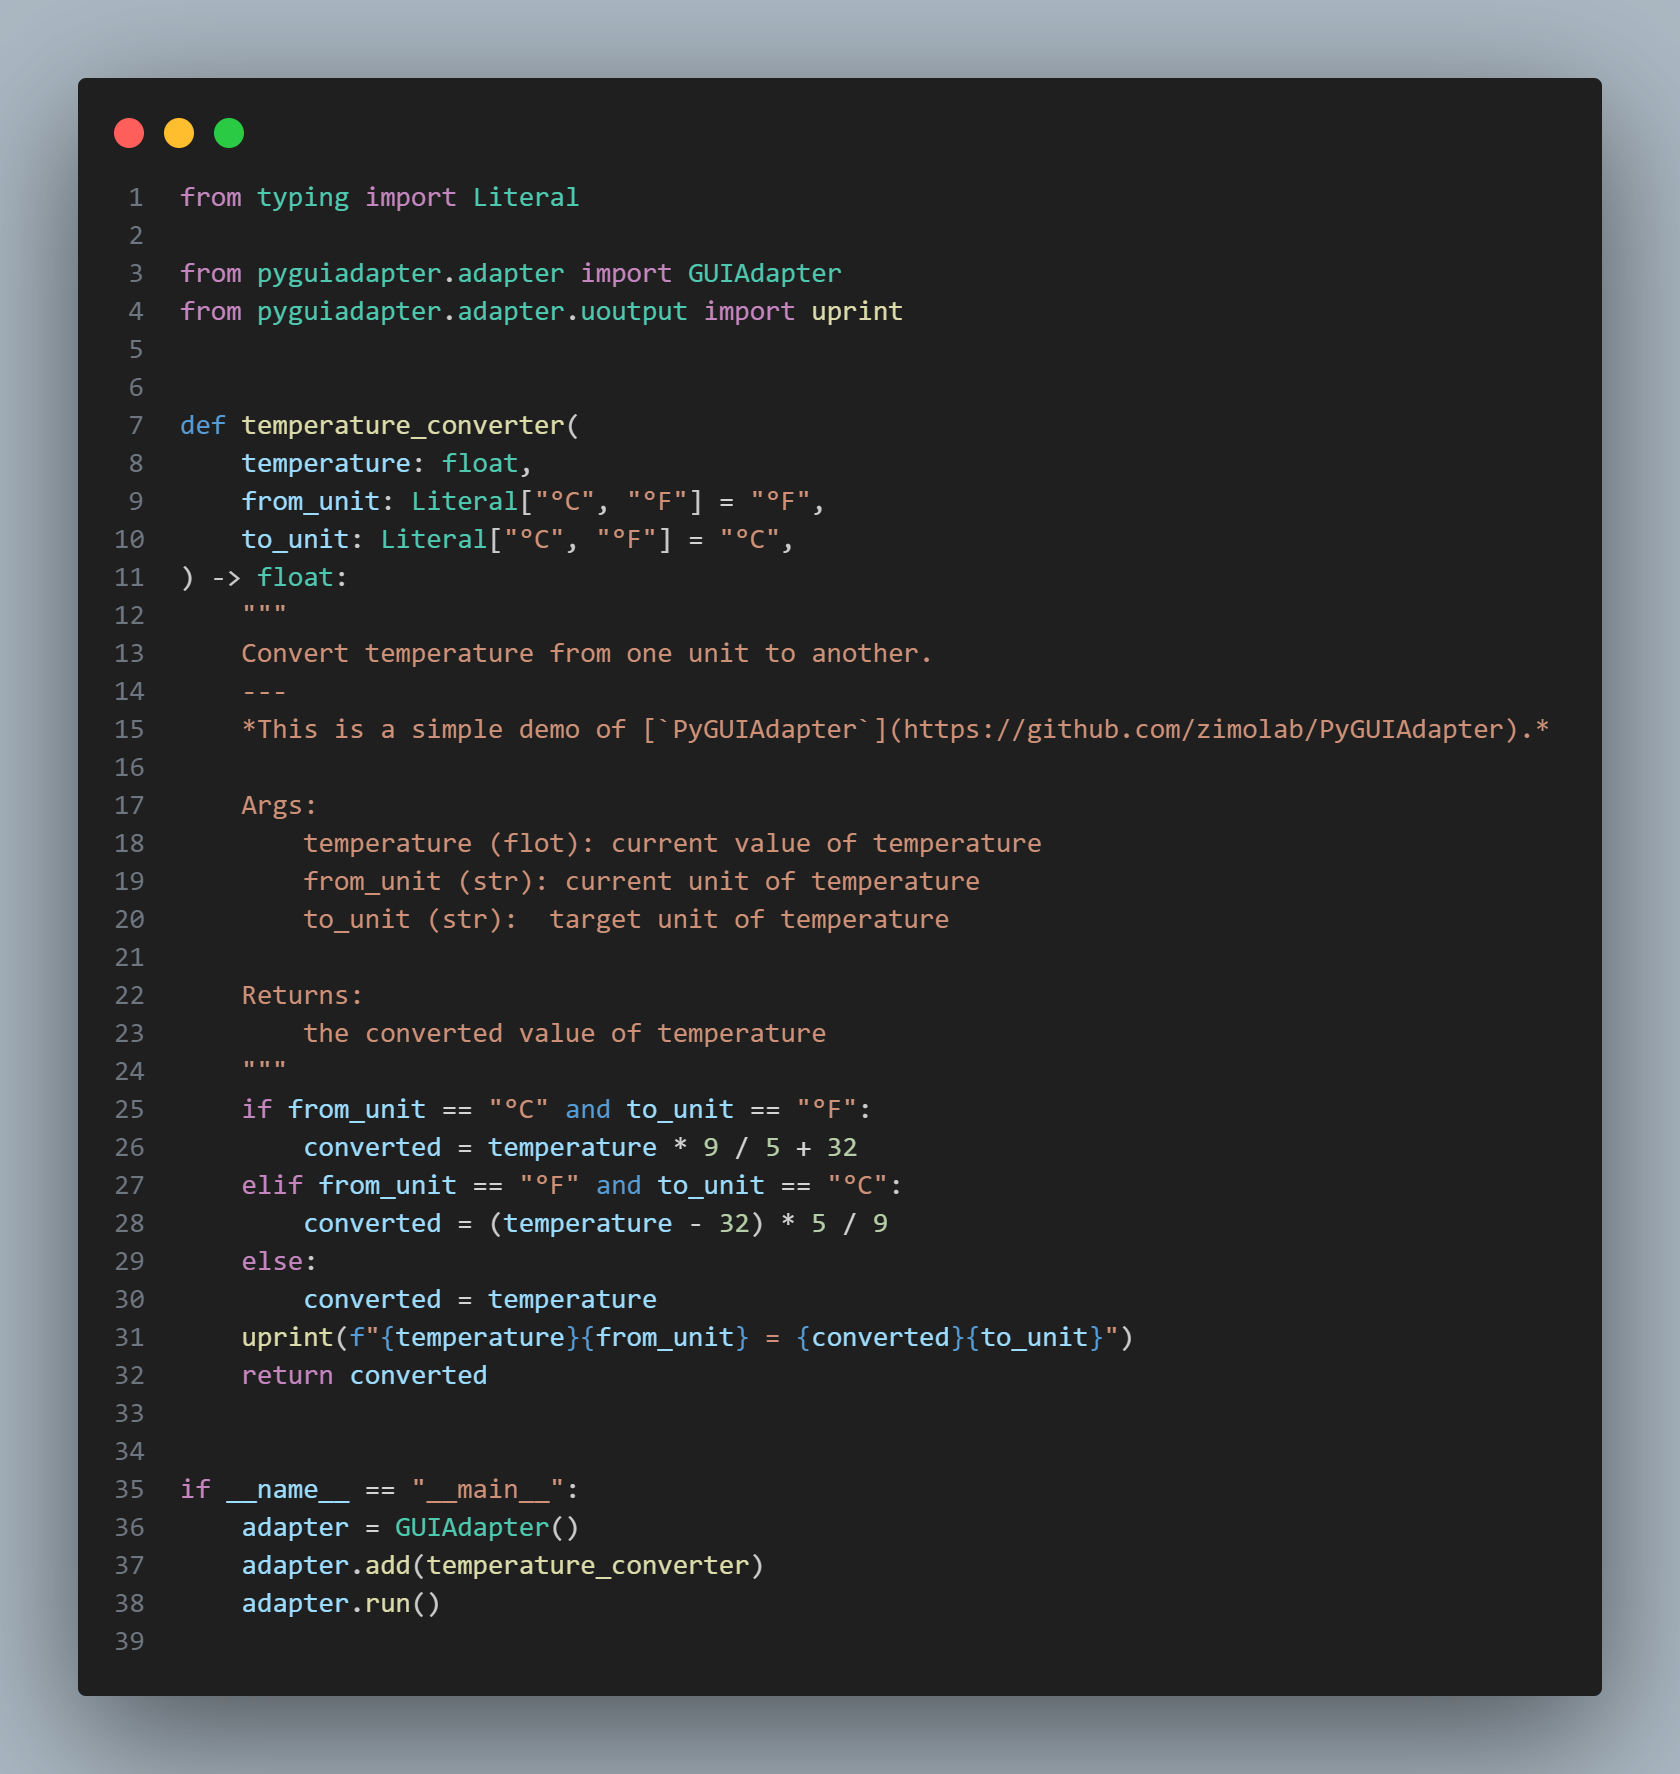 1 from typing import Literal
2
3 from pyguiadapter.adapter import GUIAdapter
4 from pyguiadapter.adapter.uoutput import uprint
5
6
7 def temperature_converter(
8     temperature: float,
9     from_unit: Literal["°C", "°F"] = "°F",
10     to_unit: Literal["°C", "°F"] = "°C",
11 ) -> float:
12     """
13     Convert temperature from one unit to another.
14     ---
15     *This is a simple demo of [`PyGUIAdapter`](https://github.com/zimolab/PyGUIAdapter).*
16
17     Args:
18         temperature (flot): current value of temperature
19         from_unit (str): current unit of temperature
20         to_unit (str):  target unit of temperature
21
22     Returns:
23         the converted value of temperature
24     """
25     if from_unit == "°C" and to_unit == "°F":
26         converted = temperature * 9 / 5 + 32
27     elif from_unit == "°F" and to_unit == "°C":
28         converted = (temperature - 32) * 5 / 9
29     else:
30         converted = temperature
31     uprint(f"{temperature}{from_unit} = {converted}{to_unit}")
32     return converted
33
34
35 if __name__ == "__main__":
36     adapter = GUIAdapter()
37     adapter.add(temperature_converter)
38     adapter.run()
39